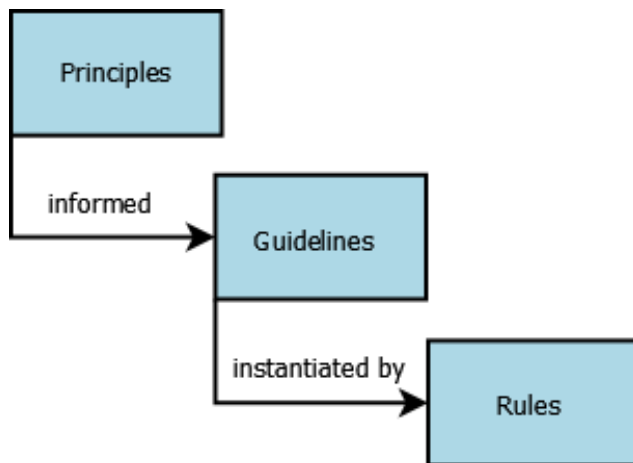 Principles
informed
Guidelines
instantiated by
Rules